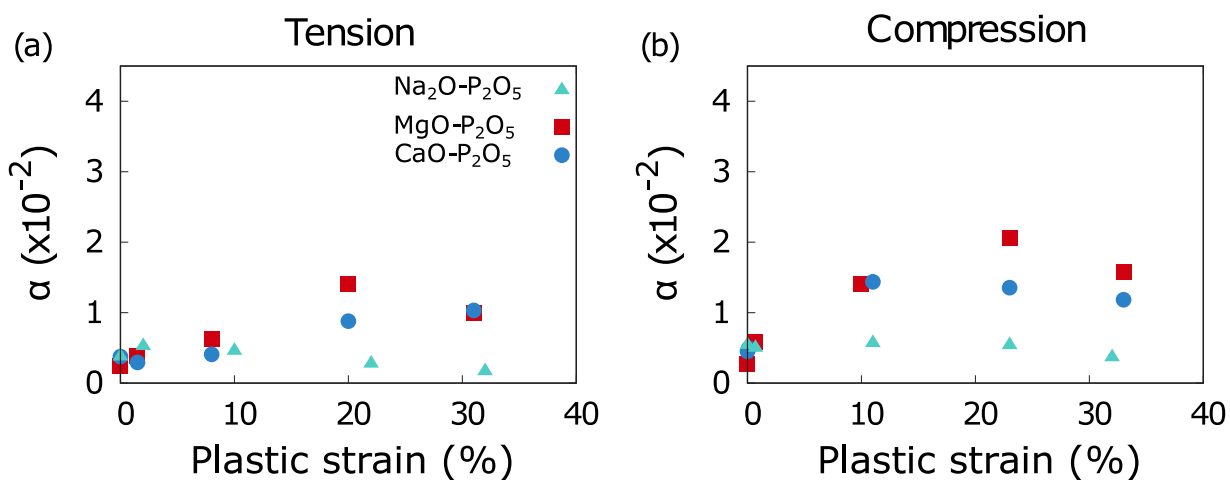 (a)
Tension
Na₂O-P₂O₅
MgO-P₂O₅
CaO-P₂O₅
4
3
2
1
0
α (x10⁻²)
0 10 20 30 40
Plastic strain (%)
(b)
Compression
4
3
2
1
0
α (x10⁻²)
0 10 20 30 40
Plastic strain (%)